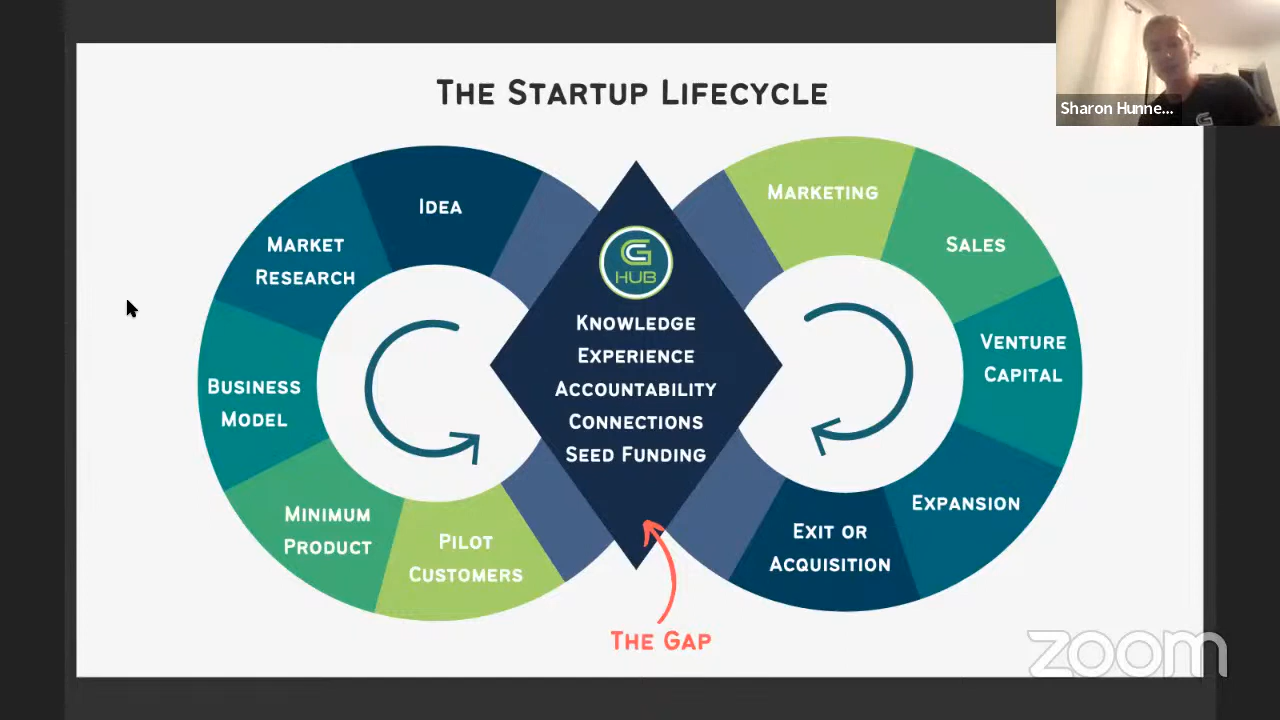 THE STARTUP LIFECYCLE
Sharon Hunne...
IDEA
MARKET
RESEARCH
BUSINESS
MODEL
MINIMUM
PRODUCT
PILOT
CUSTOMERS
G
HUB
KNOWLEDGE
EXPERIENCE
ACCOUNTABILITY
CONNECTIONS
SEED FUNDING
THE GAP
MARKETING
SALES
VENTURE
CAPITAL
EXPANSION
EXIT OR
ACQUISITION
zoom